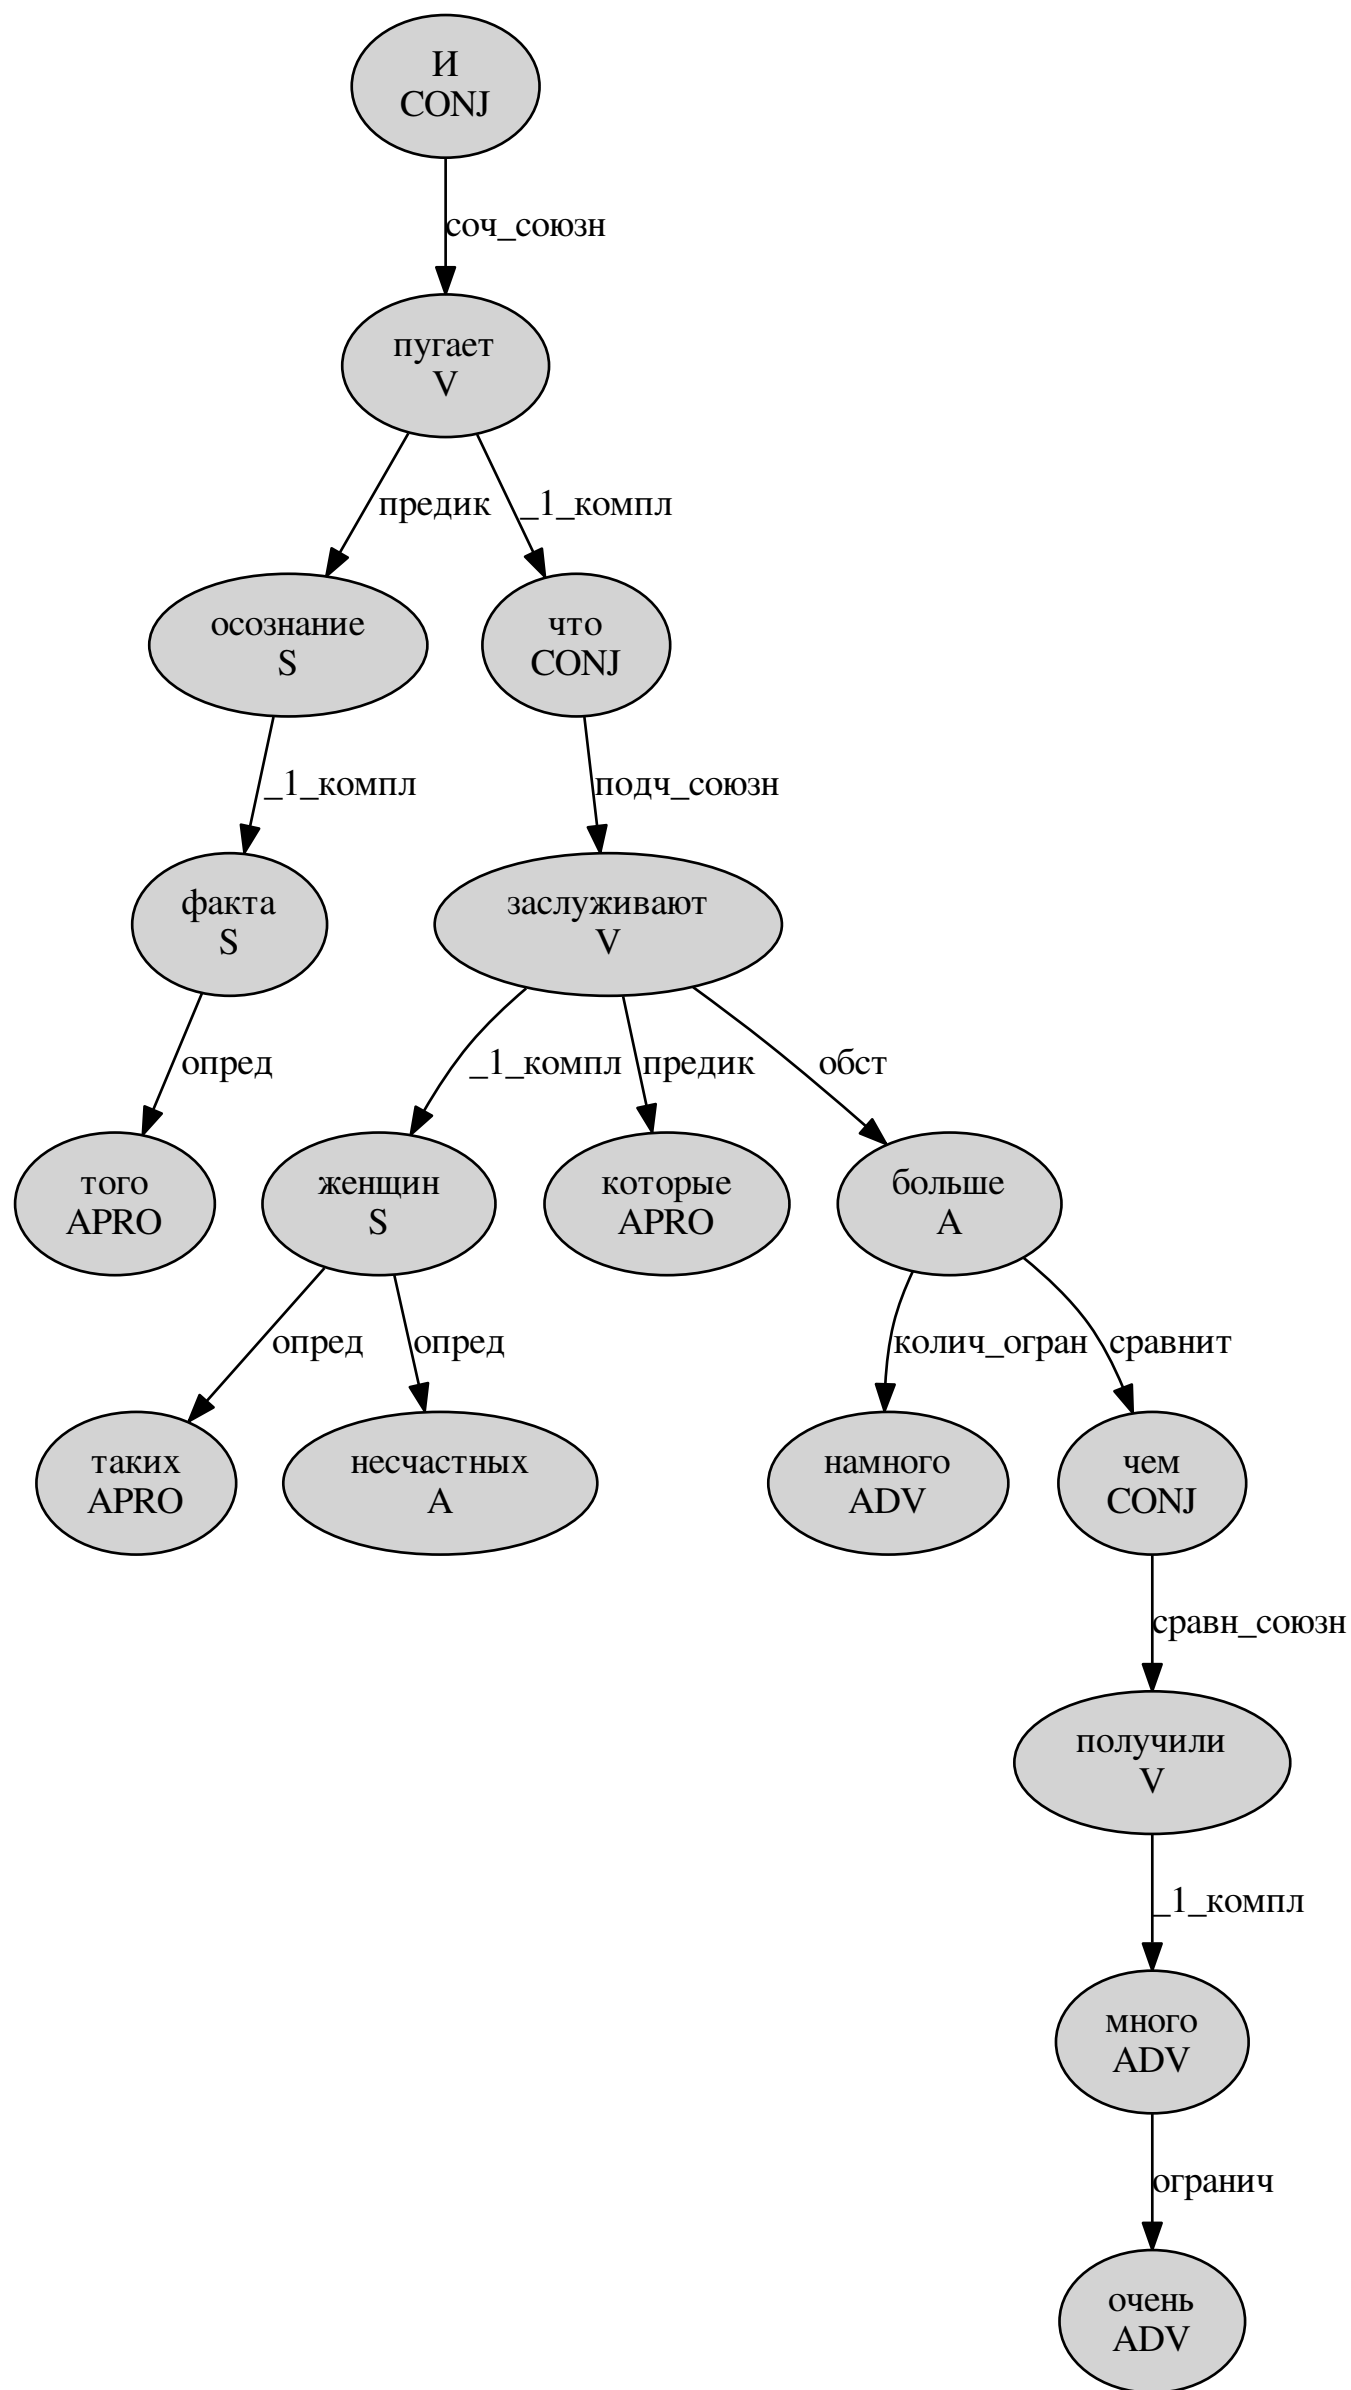 И
CONJ
соч_союзн
пугает
V
предик
_1_компл
осознание
S
что
CONJ
_1_компл
подч_союзн
факта
S
заслуживают
V
опред
_1_компл
предик
обст
того
APRO
женщин
S
которые
APRO
больше
A
опред
опред
колич_огран
сравнит
таких
APRO
несчастных
A
намного
ADV
чем
CONJ
сравн_союзн
получили
V
_1_компл
много
ADV
огранич
очень
ADV